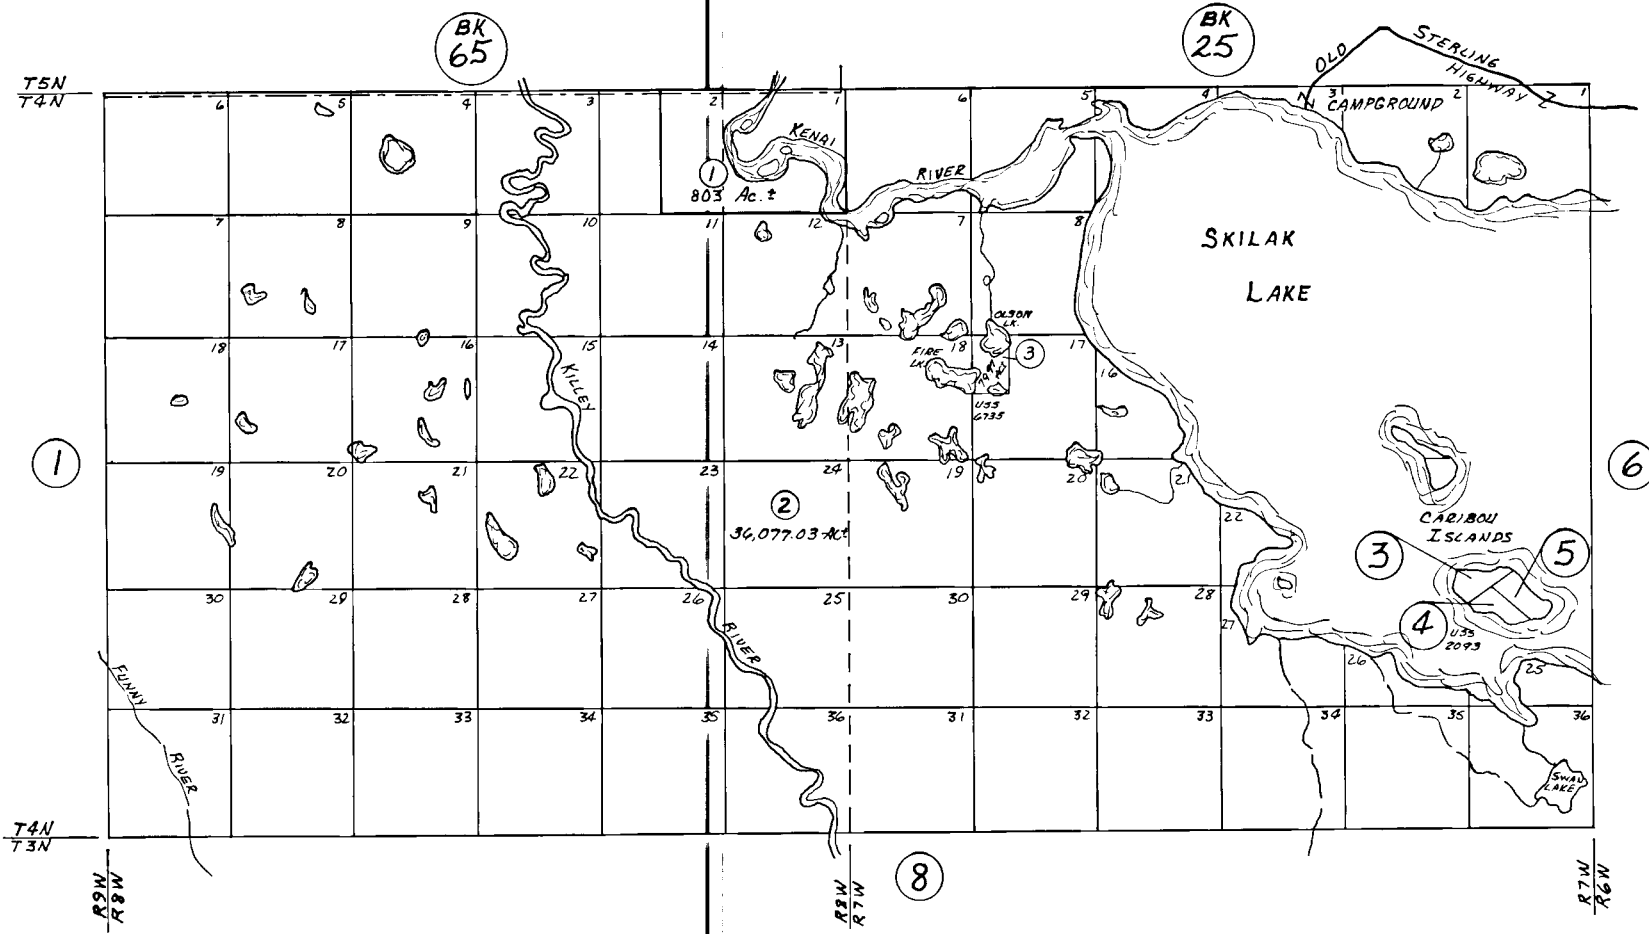 BK
65
BK
25
OLD
STERLING
HIGHWAY
T5N
T4N
6
5
4
3
2
1
6
5
4
3
2
1
CAMPGROUND
KENAI
RIVER
1
803 Ac. ±
7
8
9
10
11
12
7
8
SKILAK
LAKE
OLSON
LK.
18
17
16
15
14
13
FIRE
LK.
18
3
17
16
KILLEY
USS
6735
1
19
20
21
22
23
24
19
20
21
6
2
36,077.03 Ac±
22
CARIBOU
ISLANDS
3
5
30
29
28
27
26
25
30
29
28
27
4
USS
2093
RIVER
26
25
FUNNY
RIVER
31
32
33
34
35
36
31
32
33
34
35
36
SWAN
LAKE
T4N
T3N
8
R9W
R8W
R8W
R7W
R7W
R6W